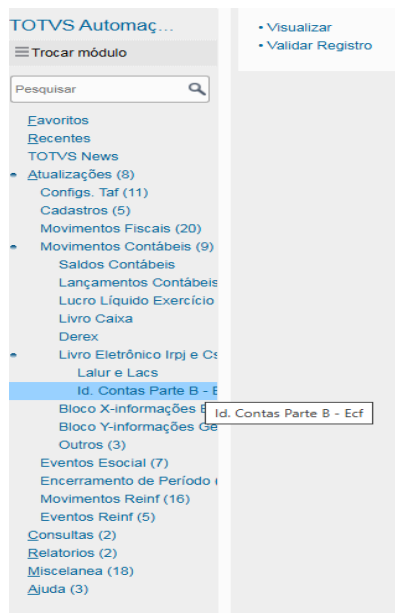 TOTVS Automaç...
Trocar módulo
Pesquisar
Favoritos
Recentes
TOTVS News
Atualizações (8)
Configs. Taf (11)
Cadastros (5)
Movimentos Fiscais (20)
Movimentos Contábeis (9)
Saldos Contábeis
Lançamentos Contábeis
Lucro Líquido Exercício
Livro Caixa
Derex
Livro Eletrônico Irpj e Cs
Lalur e Lacs
Id. Contas Parte B - E
Bloco X-informações E
Id. Contas Parte B - Ecf
Bloco Y-informações Ge
Outros (3)
Eventos Esocial (7)
Encerramento de Período (
Movimentos Reinf (16)
Eventos Reinf (5)
Consultas (2)
Relatorios (2)
Miscelanea (18)
Ajuda (3)
• Visualizar
• Validar Registro